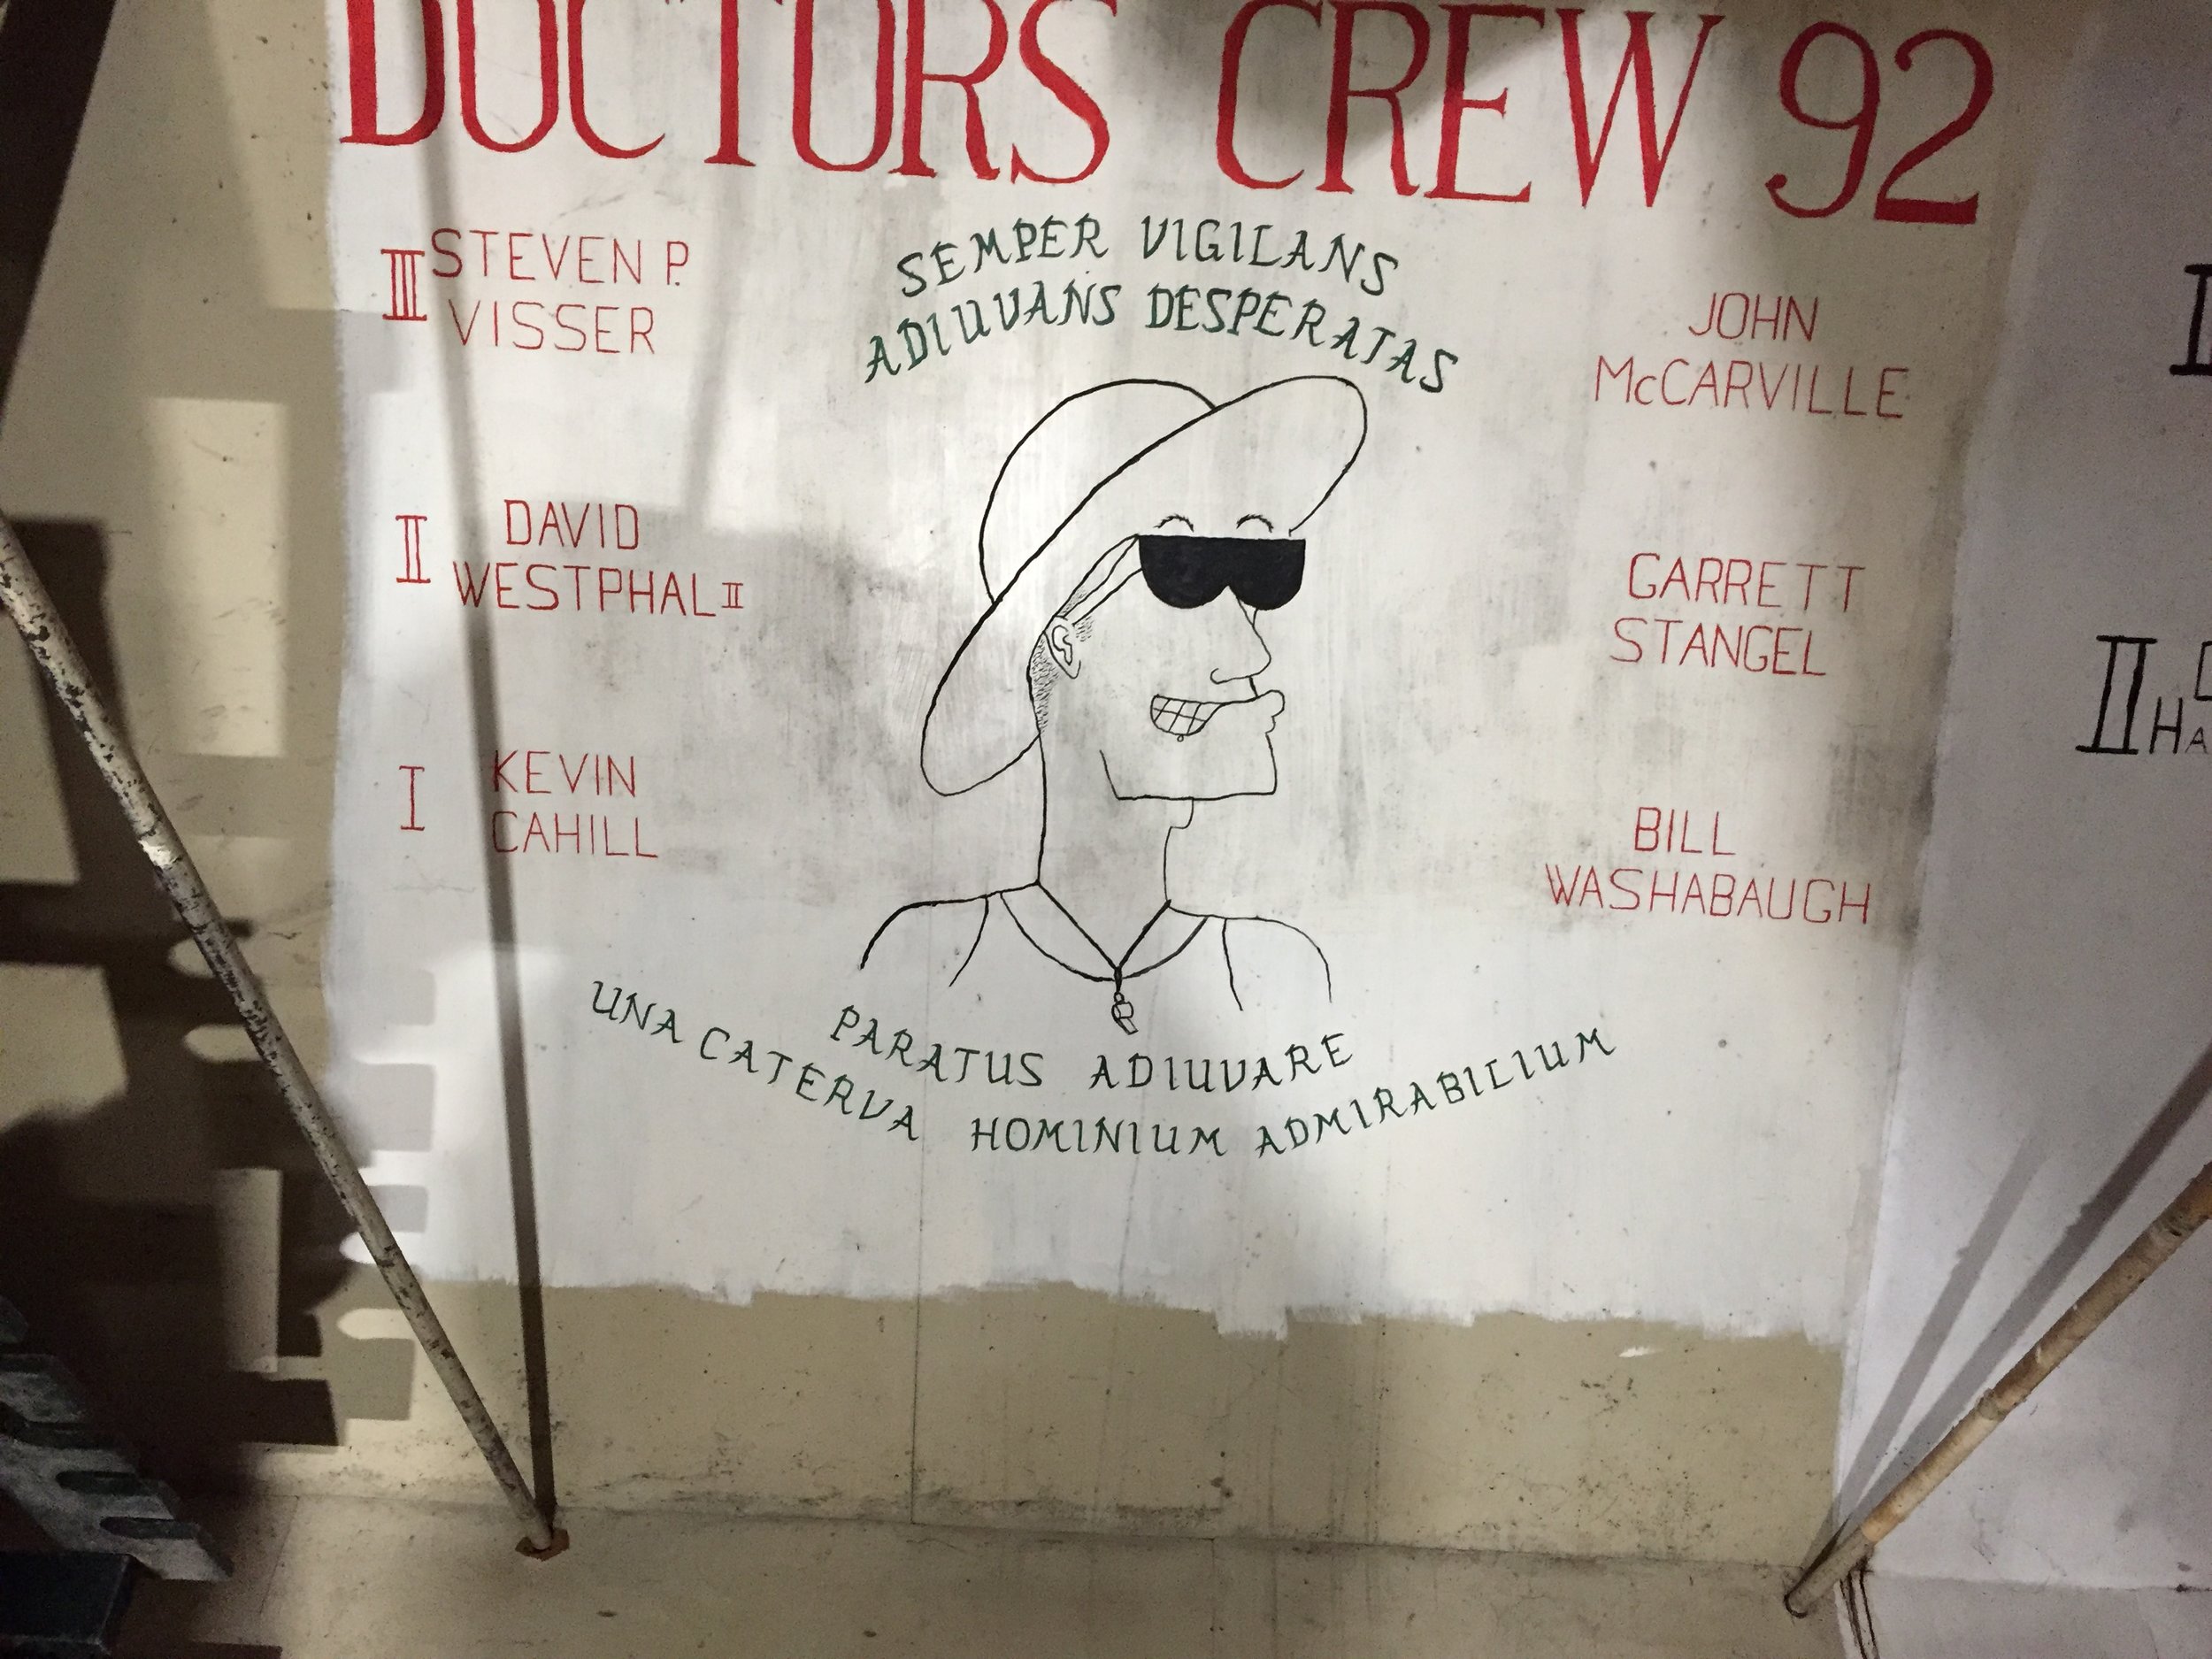 DOCTORS CREW 92
SEMPER VIGILANS
ADIUVANS DESPERATAS
III STEVEN P.
VISSER
II DAVID
WESTPHAL II
I KEVIN
CAHILL
JOHN
McCARVILLE
GARRETT
STANGEL
BILL
WASHABAUGH
PARATUS ADIUVARE
UNA CATERVA HOMINIUM ADMIRABILIUM
II